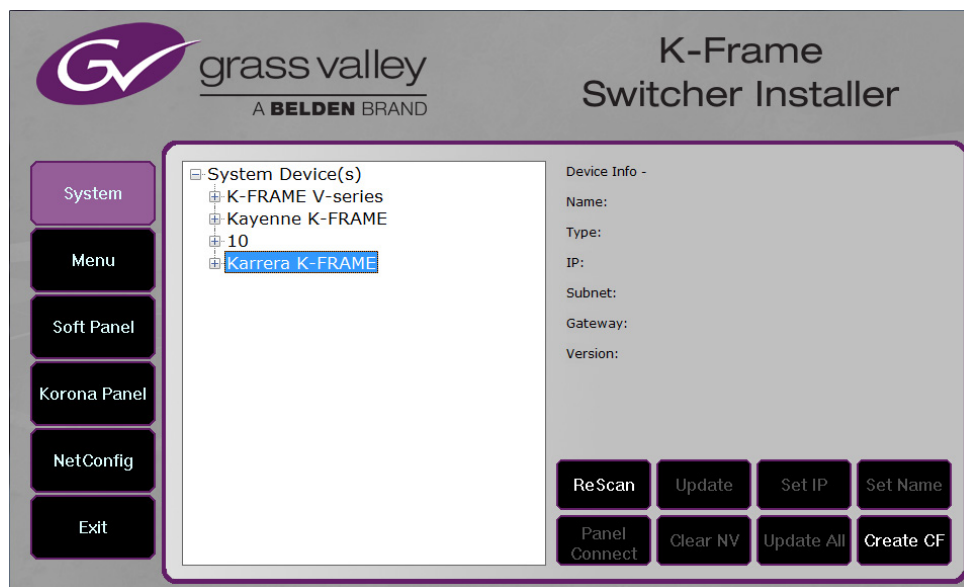 GV
grass valley
A BELDEN BRAND
K-Frame
Switcher Installer
System
Menu
Soft Panel
Korona Panel
NetConfig
Exit
System Device(s)
K-FRAME V-series
Kayenne K-FRAME
10
Karrera K-FRAME
Device Info -
Name:
Type:
IP:
Subnet:
Gateway:
Version:
ReScan
Update
Set IP
Set Name
Panel
Connect
Clear NV
Update All
Create CF